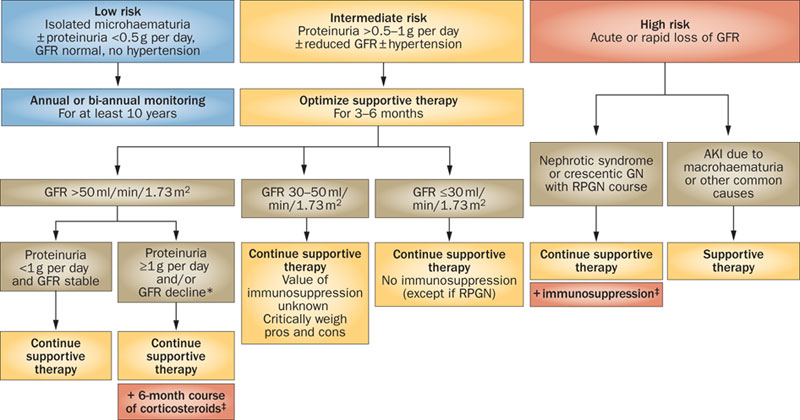 Low risk
Isolated microhaematuria
± proteinuria <0.5 g per day,
GFR normal, no hypertension
Intermediate risk
Proteinuria >0.5–1 g per day
± reduced GFR ± hypertension
High risk
Acute or rapid loss of GFR
Annual or bi-annual monitoring
For at least 10 years
Optimize supportive therapy
For 3–6 months
GFR >50 ml/min/1.73 m²
GFR 30–50 ml/
min/1.73 m²
GFR ≤30 ml/
min/1.73 m²
Nephrotic syndrome
or crescentic GN
with RPGN course
AKI due to
macrohaematuria
or other common
causes
Proteinuria
<1 g per day
and GFR stable
Proteinuria
≥1 g per day
and/or
GFR decline*
Continue supportive
therapy
Value of
immunosuppression
unknown
Critically weigh
pros and cons
Continue supportive
therapy
No immunosuppression
(except if RPGN)
Continue supportive
therapy
+ immunosuppression‡
Supportive
therapy
Continue
supportive
therapy
Continue
supportive
therapy
+ 6-month course
of corticosteroids‡